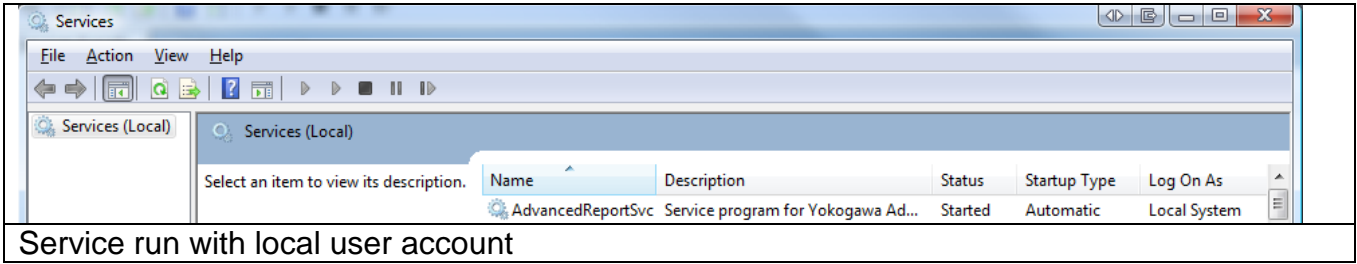 Services
File Action View Help
Services (Local)
Services (Local)
Select an item to view its description.
Name Description Status Startup Type Log On As
AdvancedReportSvc Service program for Yokogawa Ad... Started Automatic Local System
Service run with local user account